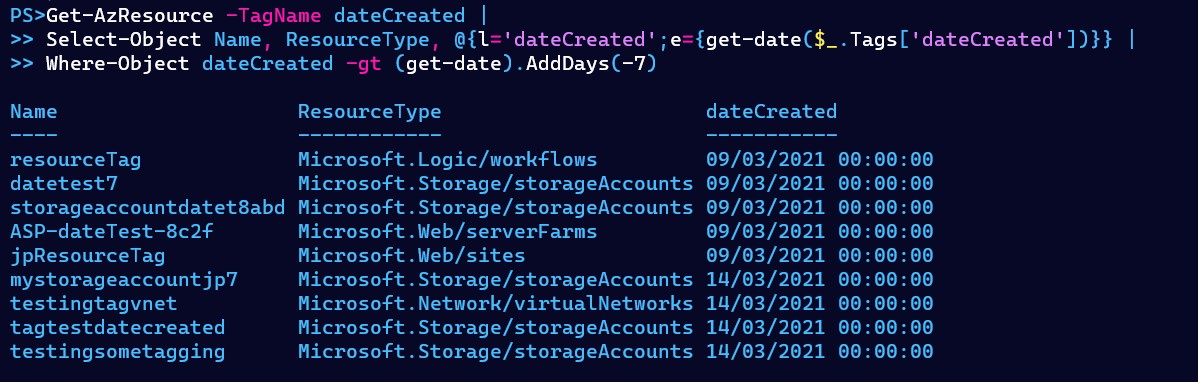 PS>Get-AzResource -TagName dateCreated |
>> Select-Object Name, ResourceType, @{l='dateCreated';e={get-date($_.Tags['dateCreated'])}} |
>> Where-Object dateCreated -gt (get-date).AddDays(-7)
Name ResourceType dateCreated
---- ------------ -----------
resourceTag Microsoft.Logic/workflows 09/03/2021 00:00:00
datetest7 Microsoft.Storage/storageAccounts 09/03/2021 00:00:00
storageaccountdatet8abd Microsoft.Storage/storageAccounts 09/03/2021 00:00:00
ASP-dateTest-8c2f Microsoft.Web/serverFarms 09/03/2021 00:00:00
jpResourceTag Microsoft.Web/sites 09/03/2021 00:00:00
mystorageaccountjp7 Microsoft.Storage/storageAccounts 14/03/2021 00:00:00
testingtagvnet Microsoft.Network/virtualNetworks 14/03/2021 00:00:00
tagtestdatecreated Microsoft.Storage/storageAccounts 14/03/2021 00:00:00
testingsometagging Microsoft.Storage/storageAccounts 14/03/2021 00:00:00